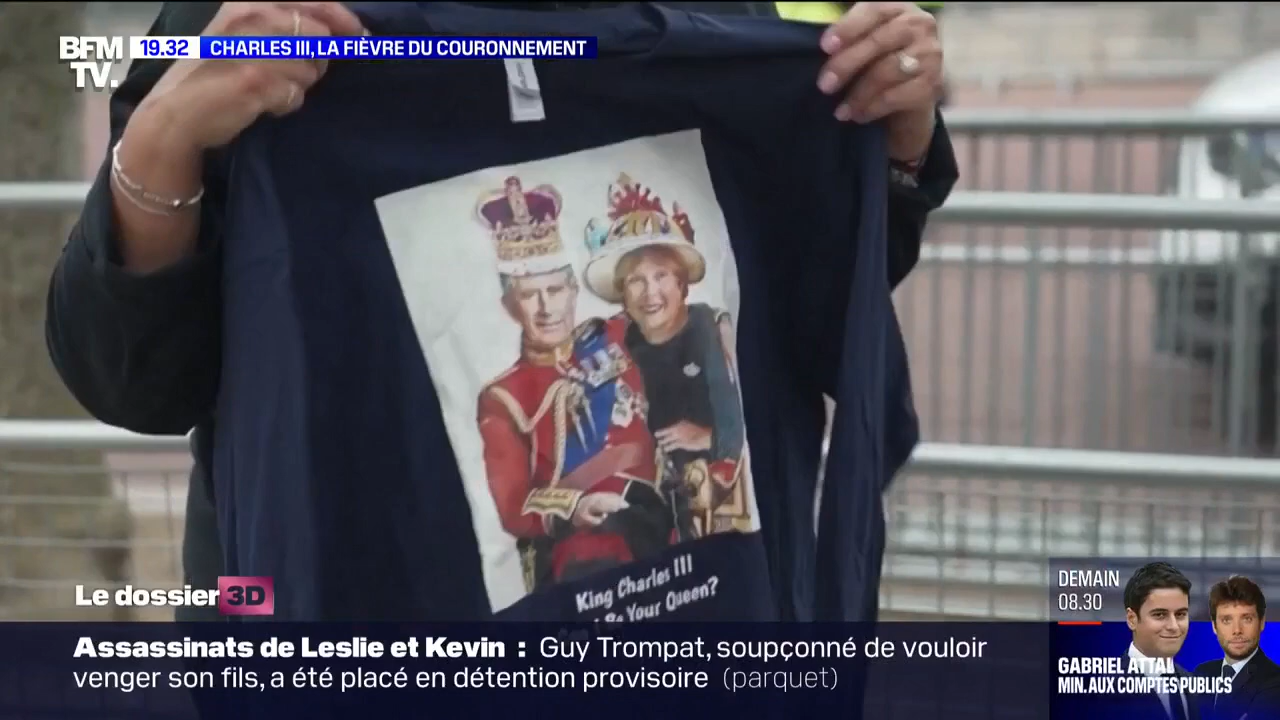 BFM
TV.
19.32
CHARLES III, LA FIÈVRE DU COURONNEMENT
King Charles III
Be Your Queen?
Le dossier 3D
Assassinats de Leslie et Kevin : Guy Trompat, soupçonné de vouloir
venger son fils, a été placé en détention provisoire (parquet)
DEMAIN
08.30
GABRIEL ATTAL
MIN. AUX COMPTES PUBLICS